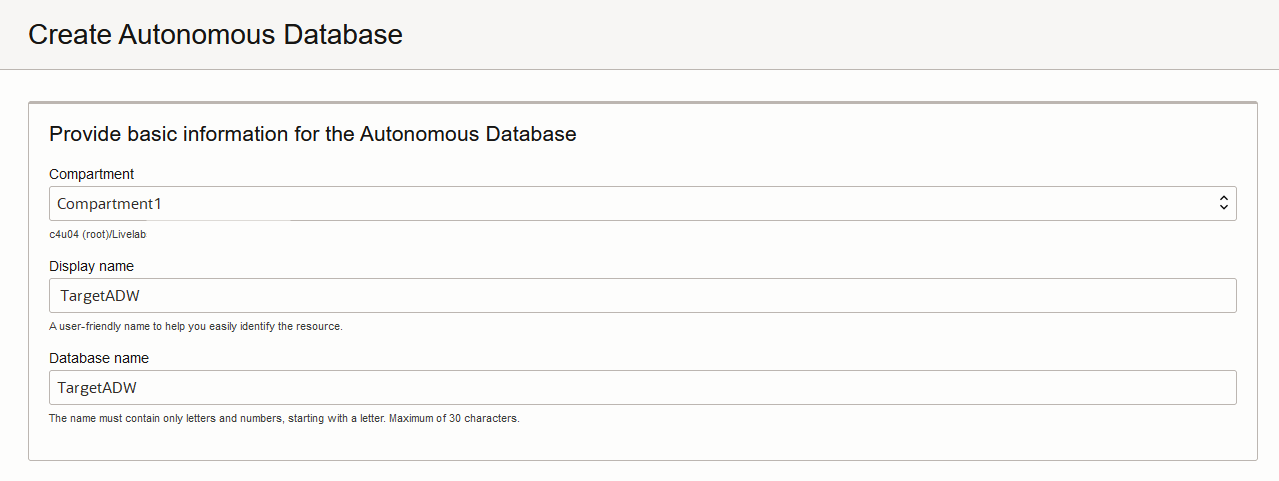 Create Autonomous Database
Provide basic information for the Autonomous Database
Compartment
Compartment1
c4u04 (root)/Livelab
Display name
TargetADW
A user-friendly name to help you easily identify the resource.
Database name
TargetADW
The name must contain only letters and numbers, starting with a letter. Maximum of 30 characters.